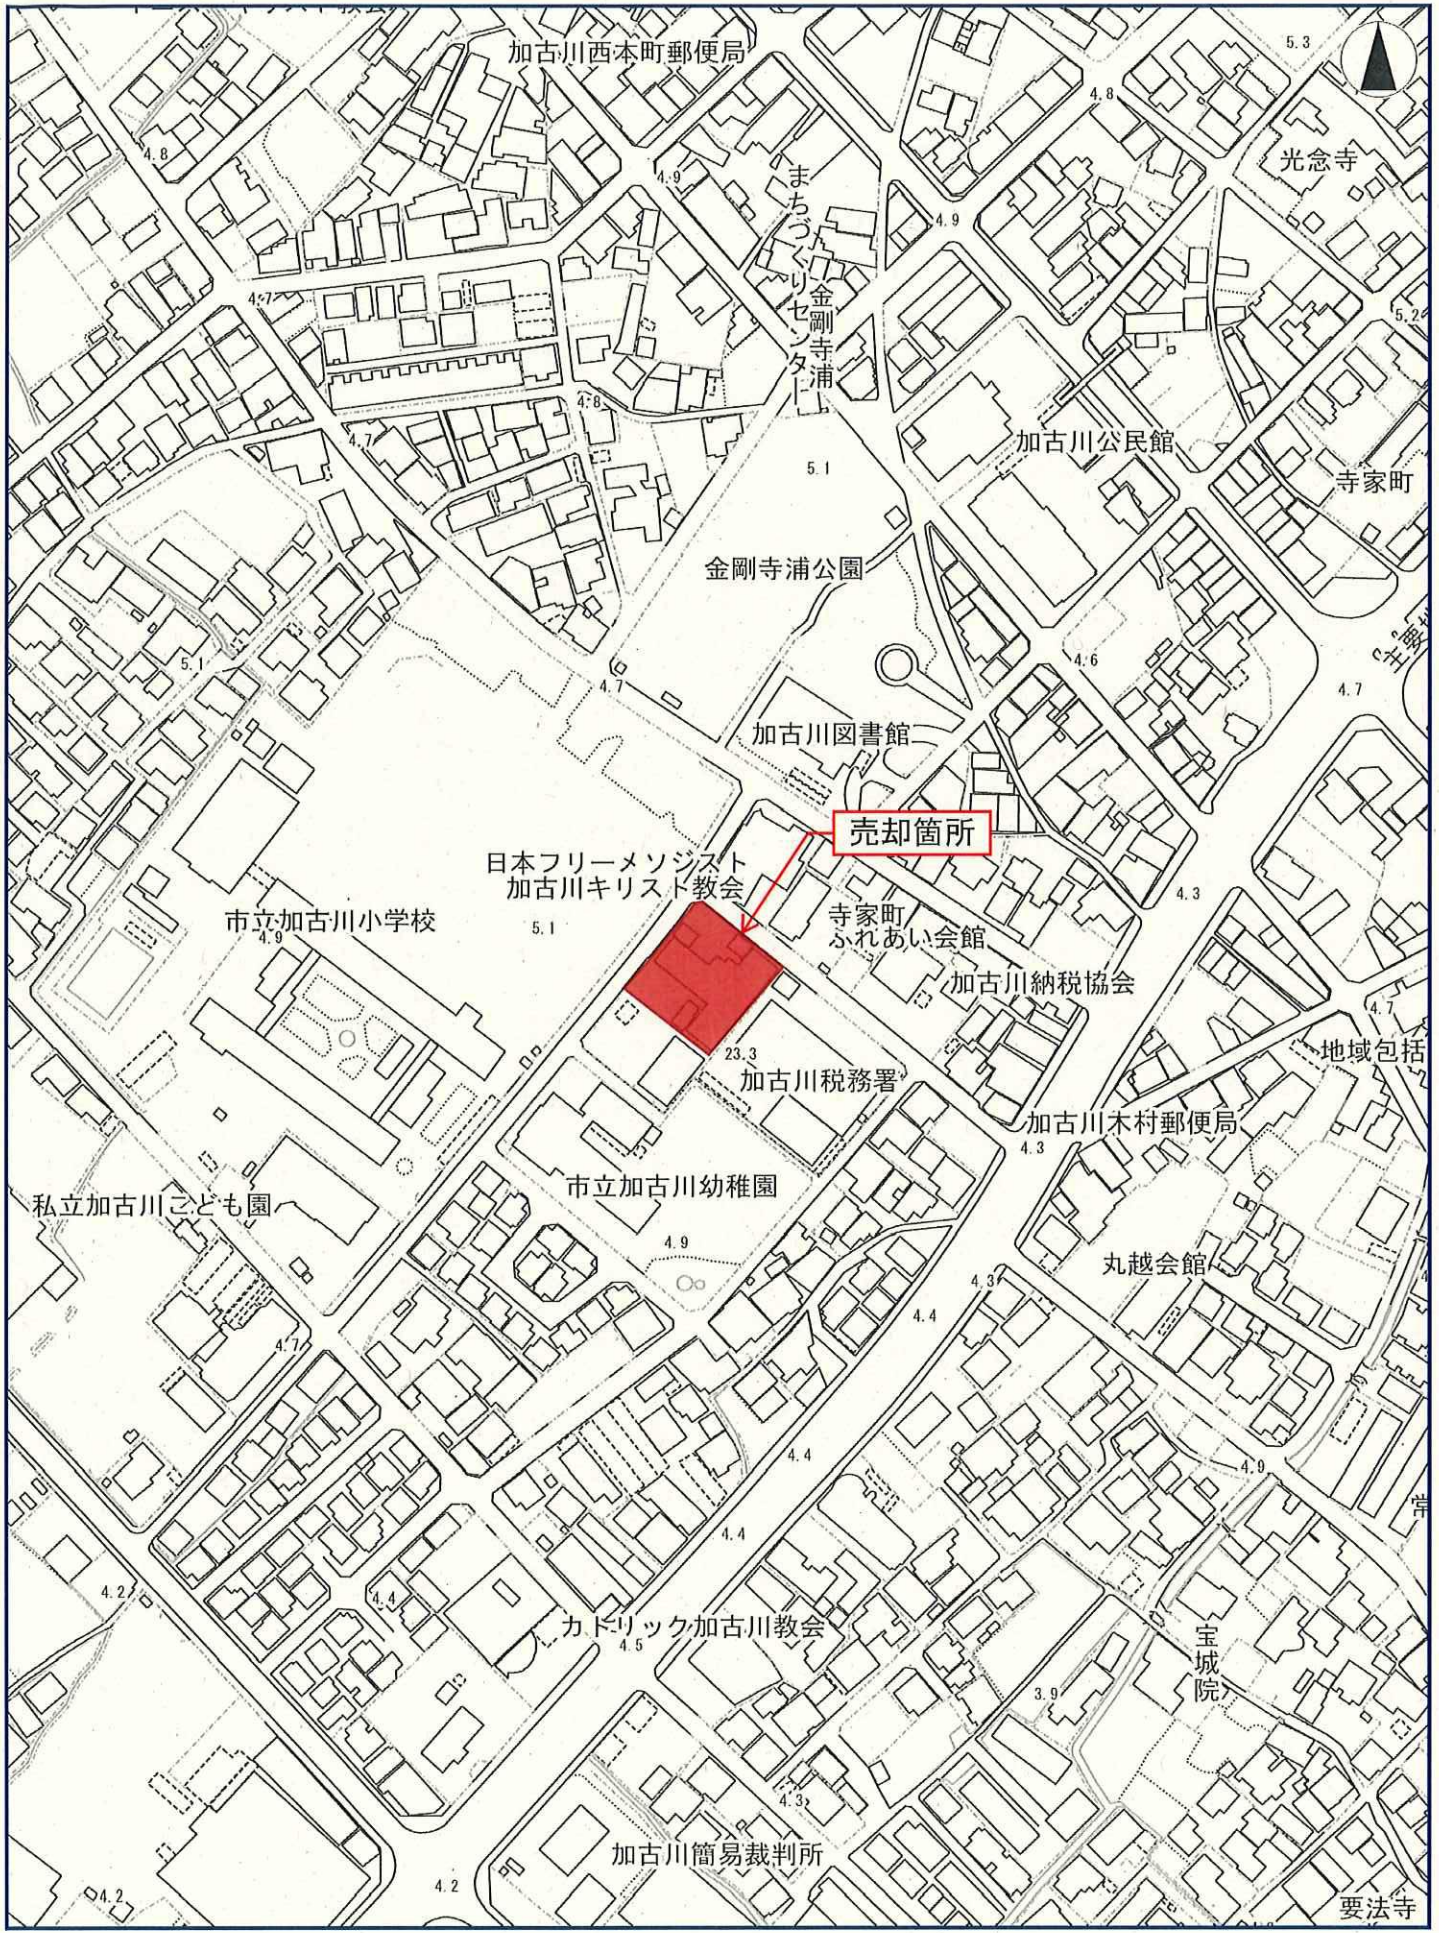 加古川西本町郵便局
5.3
4.8
4.8
光念寺
4.9
まちづくりセンター
金剛寺浦
4.9
4.7
5.2
4.8
4.7
加古川公民館
5.1
寺家町
金剛寺浦公園
4.6
5.1
4.7
4.7
加古川図書館
売却箇所
日本フリーメソジスト
加古川キリスト教会
4.3
市立加古川小学校
4.9
5.1
寺家町
ふれあい会館
加古川納税協会
4.7
地域包括
23.3
加古川税務署
加古川木村郵便局
4.3
市立加古川幼稚園
私立加古川こども園
4.9
丸越会館
4.3
4.4
4.7
4.4
4.9
常
4.4
4.2
4.4
カトリック加古川教会
4.5
宝城院
3.9
4.3
加古川簡易裁判所
4.2
4.2
要法寺